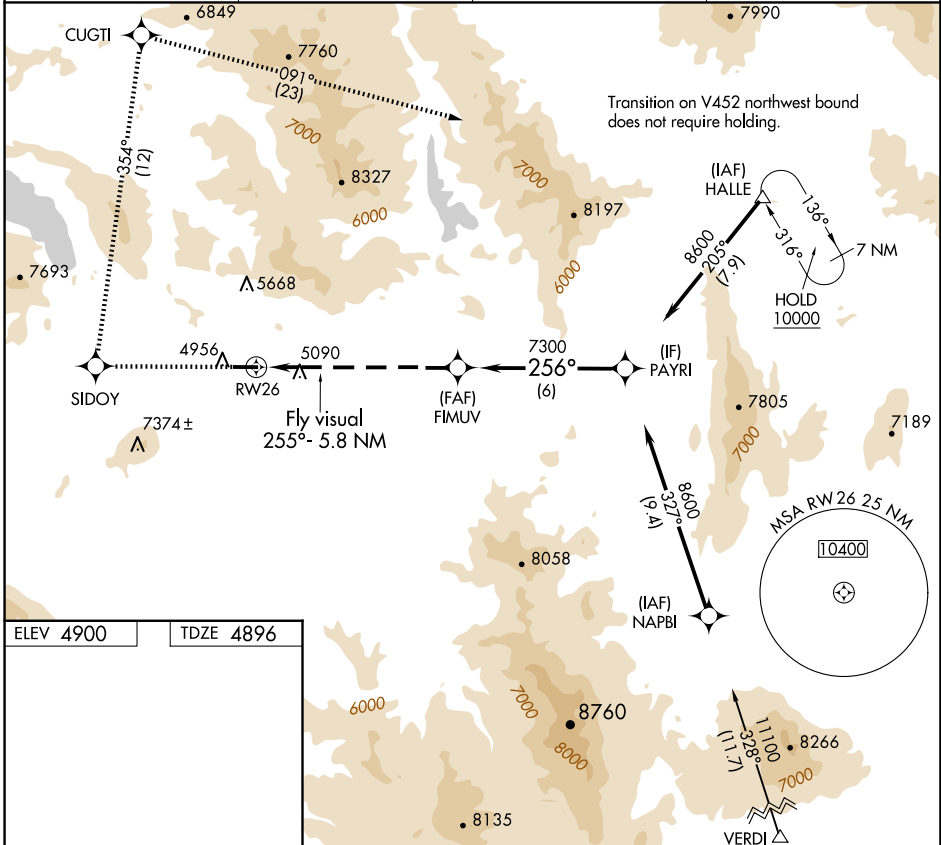 6849
7990
CUGTI
7760
091°
(23)
Transition on V452 northwest bound
does not require holding.
7000
354°
(12)
8327
7000
(IAF)
HALLE
136°
6000
8197
316°
7 NM
8600
205°
(7.9)
7693
5668
6000
HOLD
10000
4956
5090
7300
256°
(6)
(IF)
PAYRI
SIDOY
RW26
(FAF)
FIMUV
Fly visual
255°- 5.8 NM
7374±
7805
7189
7000
8600
327°
(9.4)
MSA RW 26 25 NM
10400
8058
(IAF)
NAPBI
ELEV 4900
TDZE 4896
6000
7000
8760
8000
11100
328°
(11.7)
8266
7000
8135
VERDI